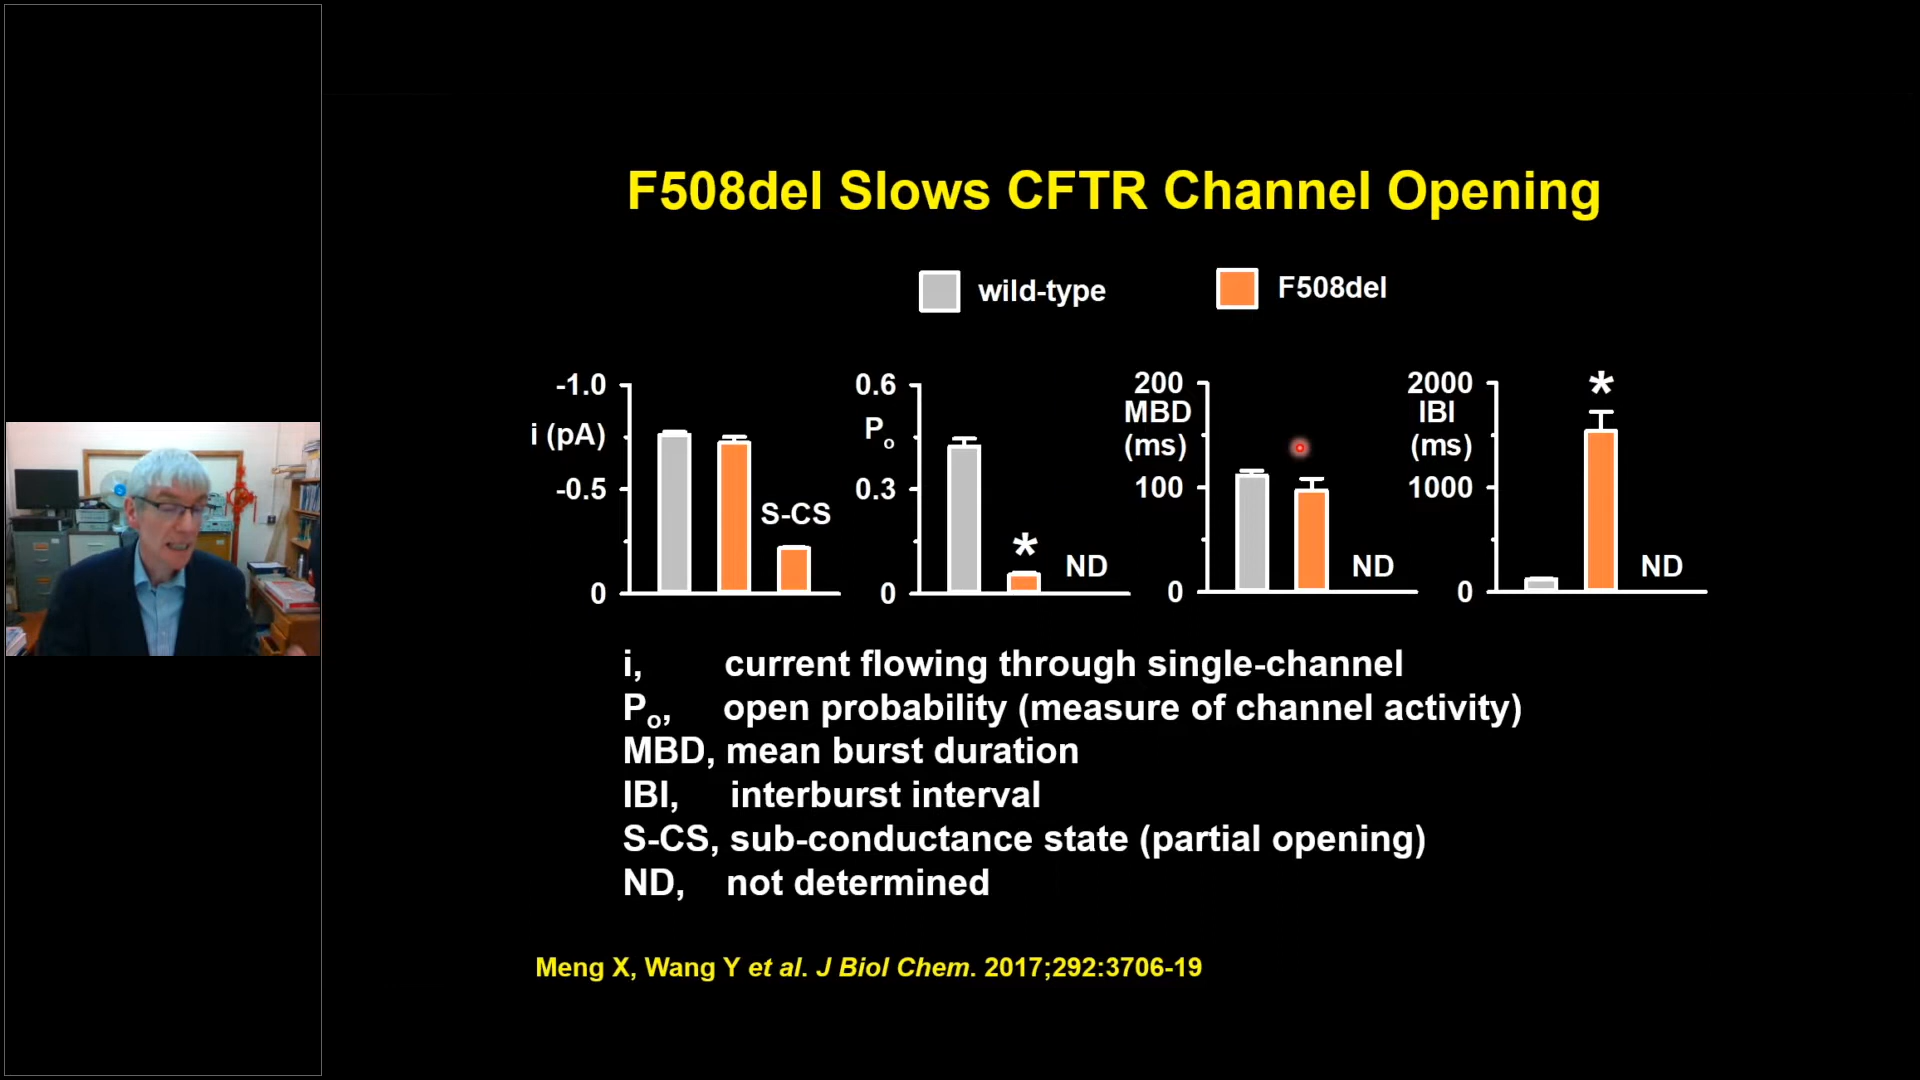 F508del Slows CFTR Channel Opening
wild-type
F508del
-1.0
i (pA)
-0.5
0
S-CS
0.6
Po
0.3
0
*
ND
200
MBD
(ms)
100
0
ND
2000
IBI
(ms)
1000
0
*
ND
i, current flowing through single-channel
Po, open probability (measure of channel activity)
MBD, mean burst duration
IBI, interburst interval
S-CS, sub-conductance state (partial opening)
ND, not determined
Meng X, Wang Y et al. J Biol Chem. 2017;292:3706-19